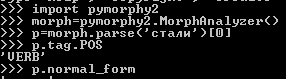 >>> import pymorphy2
>>> morph=pymorphy2.MorphAnalyzer()
>>> p=morph.parse('стали')[0]
>>> p.tag.POS
'VERB'
>>> p.normal_form